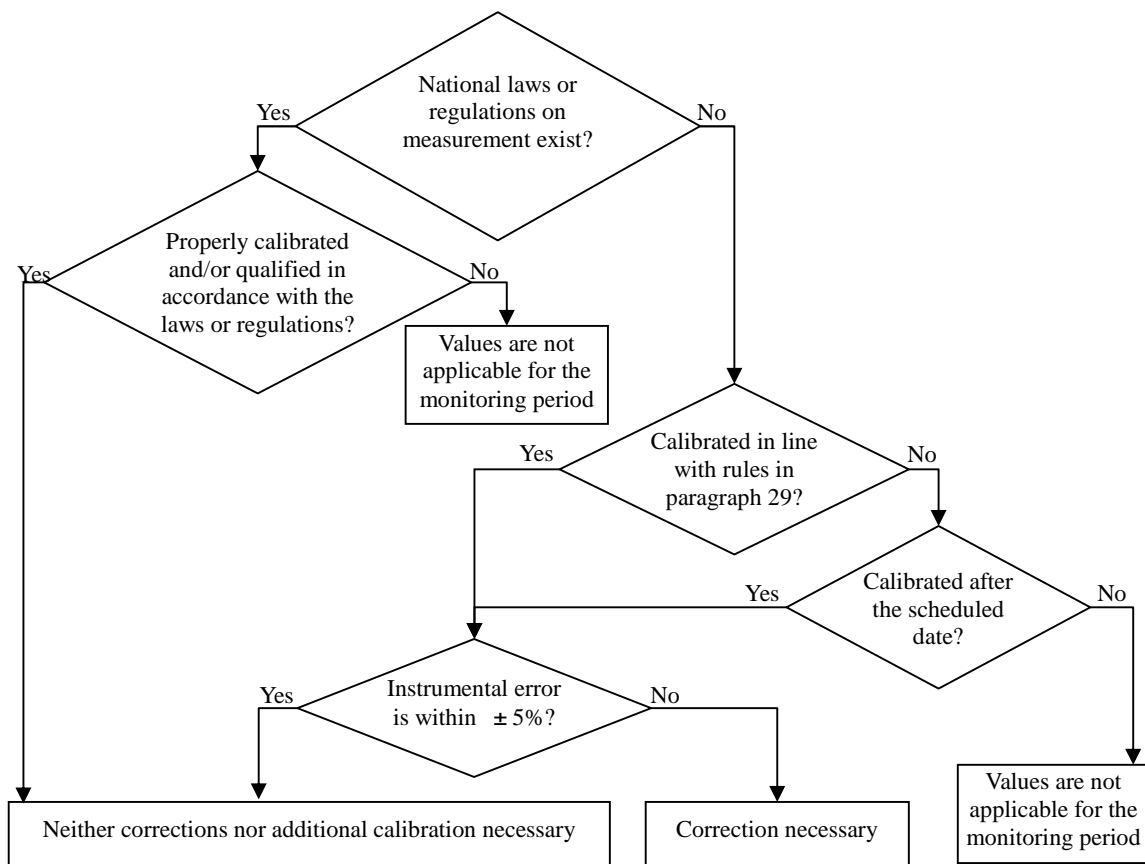 National laws or
regulations on
measurement exist?
Yes
No
Properly calibrated
and/or qualified in
accordance with the
laws or regulations?
Yes
No
Values are not
applicable for the
monitoring period
Calibrated in line
with rules in
paragraph 29?
Yes
No
Calibrated after
the scheduled
date?
Yes
No
Instrumental error
is within ± 5%?
Yes
No
Values are not
applicable for the
monitoring period
Neither corrections nor additional calibration necessary
Correction necessary